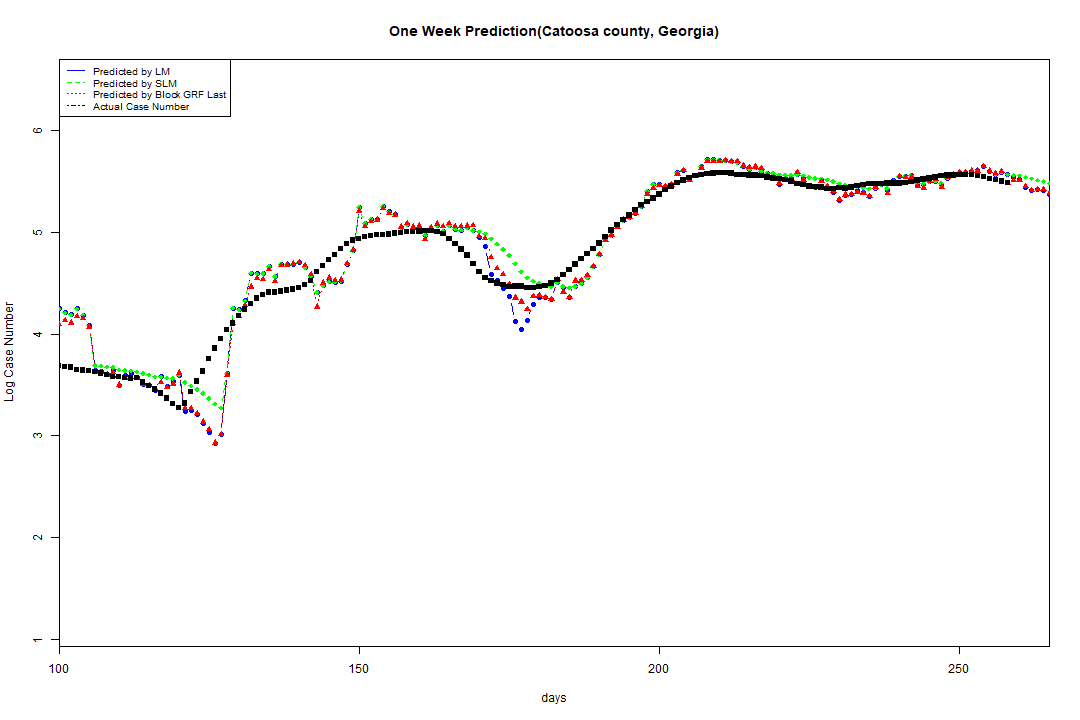 One Week Prediction(Catoosa county, Georgia)
Predicted by LM
Predicted by SLM
Predicted by Block GRF Last
Actual Case Number
6
5
4
3
2
1
Log Case Number
100 150 200 250
days